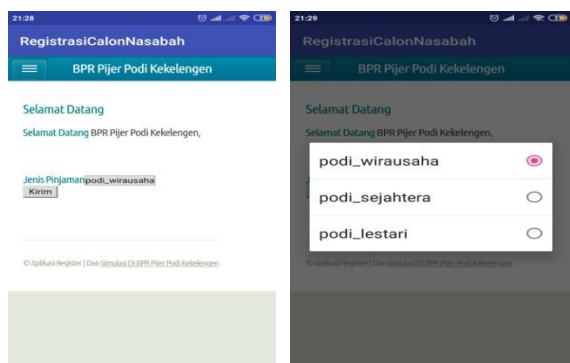 21:28
RegistrasiCalonNasabah
BPR Pijer Podi Kekelengen
Selamat Datang
Selamat Datang BPR Pijer Podi Kekelengen,
Jenis Pinjaman podi_wirausaha
Kirim
© Aplikasi Register | Dan Simulasi Di BPR Pijer Podi Kekelengen
21:29
RegistrasiCalonNasabah
BPR Pijer Podi Kekelengen
Selamat Datang
Selamat Datang BPR Pijer Podi Kekelengen,
podi_wirausaha
podi_sejahtera
podi_lestari
© Aplikasi Register | Dan Simulasi Di BPR Pijer Podi Kekelengen